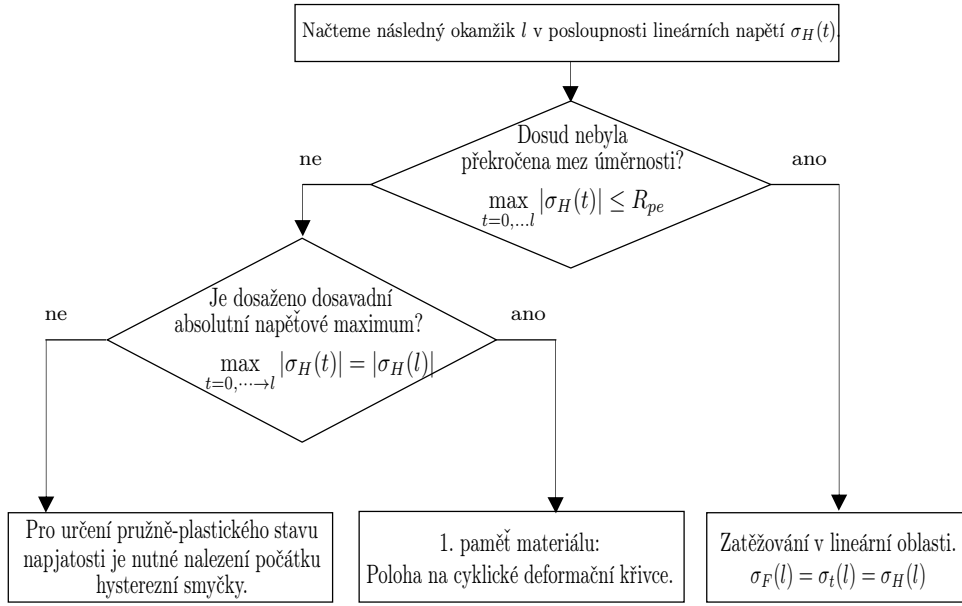 Načteme následný okamžik l v posloupnosti lineárních napětí σ_H(t).
Dosud nebyla
překročena mez úměrnosti?
max_{t=0,...l} |σ_H(t)| ≤ R_{pe}
ne
ano
Je dosaženo dosavadní
absolutní napěťové maximum?
max_{t=0,⋯→l} |σ_H(t)| = |σ_H(l)|
ne
ano
Pro určení pružně-plastického stavu
napjatosti je nutné nalezení počátku
hysterezní smyčky.
1. paměť materiálu:
Poloha na cyklické deformační křivce.
Zatěžování v lineární oblasti.
σ_F(l) = σ_t(l) = σ_H(l)